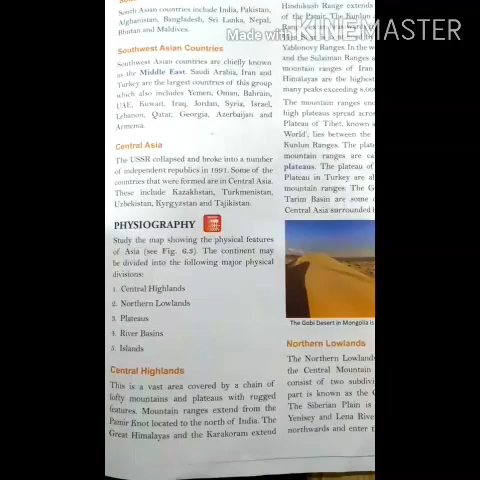 South Asian countries include India, Pakistan,
Afghanistan, Bangladesh, Sri Lanka, Nepal,
Bhutan and Maldives.
Southwest Asian Countries
Southwest Asian countries are chiefly known
as the Middle East. Saudi Arabia, Iran and
Turkey are the largest countries of this group
which also includes Yemen, Oman, Bahrain,
UAE, Kuwait, Iraq, Jordan, Syria, Israel,
Lebanon, Qatar, Georgia, Azerbaijan and
Armenia.
Central Asia
The USSR collapsed and broke into a number
of independent republics in 1991. Some of the
countries that were formed are in Central Asia.
These include Kazakhstan, Turkmenistan,
Uzbekistan, Kyrgyzstan and Tajikistan.
PHYSIOGRAPHY
Study the map showing the physical features
of Asia (see Fig. 6.3). The continent may
be divided into the following major physical
divisions:
1. Central Highlands
2. Northern Lowlands
3. Plateaus
4. River Basins
5. Islands
Central Highlands
This is a vast area covered by a chain of
lofty mountains and plateaus with rugged
features. Mountain ranges extend from the
Pamir Knot located to the north of India. The
Great Himalayas and the Karakoram extend
Hindukush Range extends
of the Pamir. The Kunlun
Made with KINEMASTER
Yablonovy Ranges. In the w
and the Sulaiman Ranges a
mountain ranges of Iran
Himalayas are the highest
many peaks exceeding 8,00
The mountain ranges enc
high plateaus spread acros
Plateau of Tibet, known a
World', lies between the
Kunlun Ranges. The plate
mountain ranges are ca
plateaus. The plateau of
Plateau in Turkey are al
mountain ranges. The G
Tarim Basin are some
Central Asia surrounded
The Gobi Desert in Mongolia is
Northern Lowlands
The Northern Lowland
the Central Mountain
consist of two subdivi
part is known as the
The Siberian Plain is
Yenisey and Lena Rive
northwards and enter t